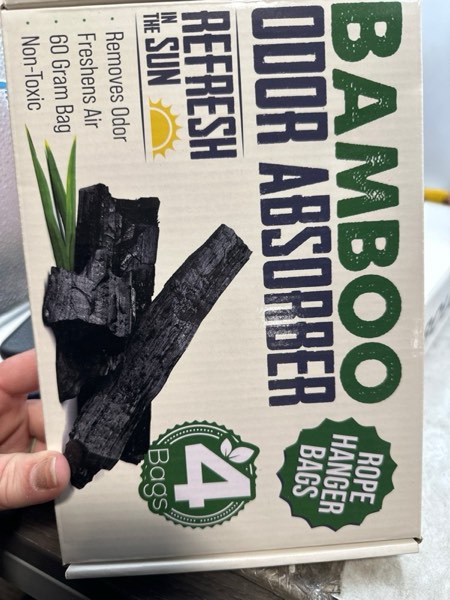 BAMBOO
ODOR ABSORBER
REFRESH
IN THE SUN
• Removes Odor
• Freshens Air
• 60 Gram Bag
• Non-Toxic
ROPE
HANGER
BAGS
4
Bags